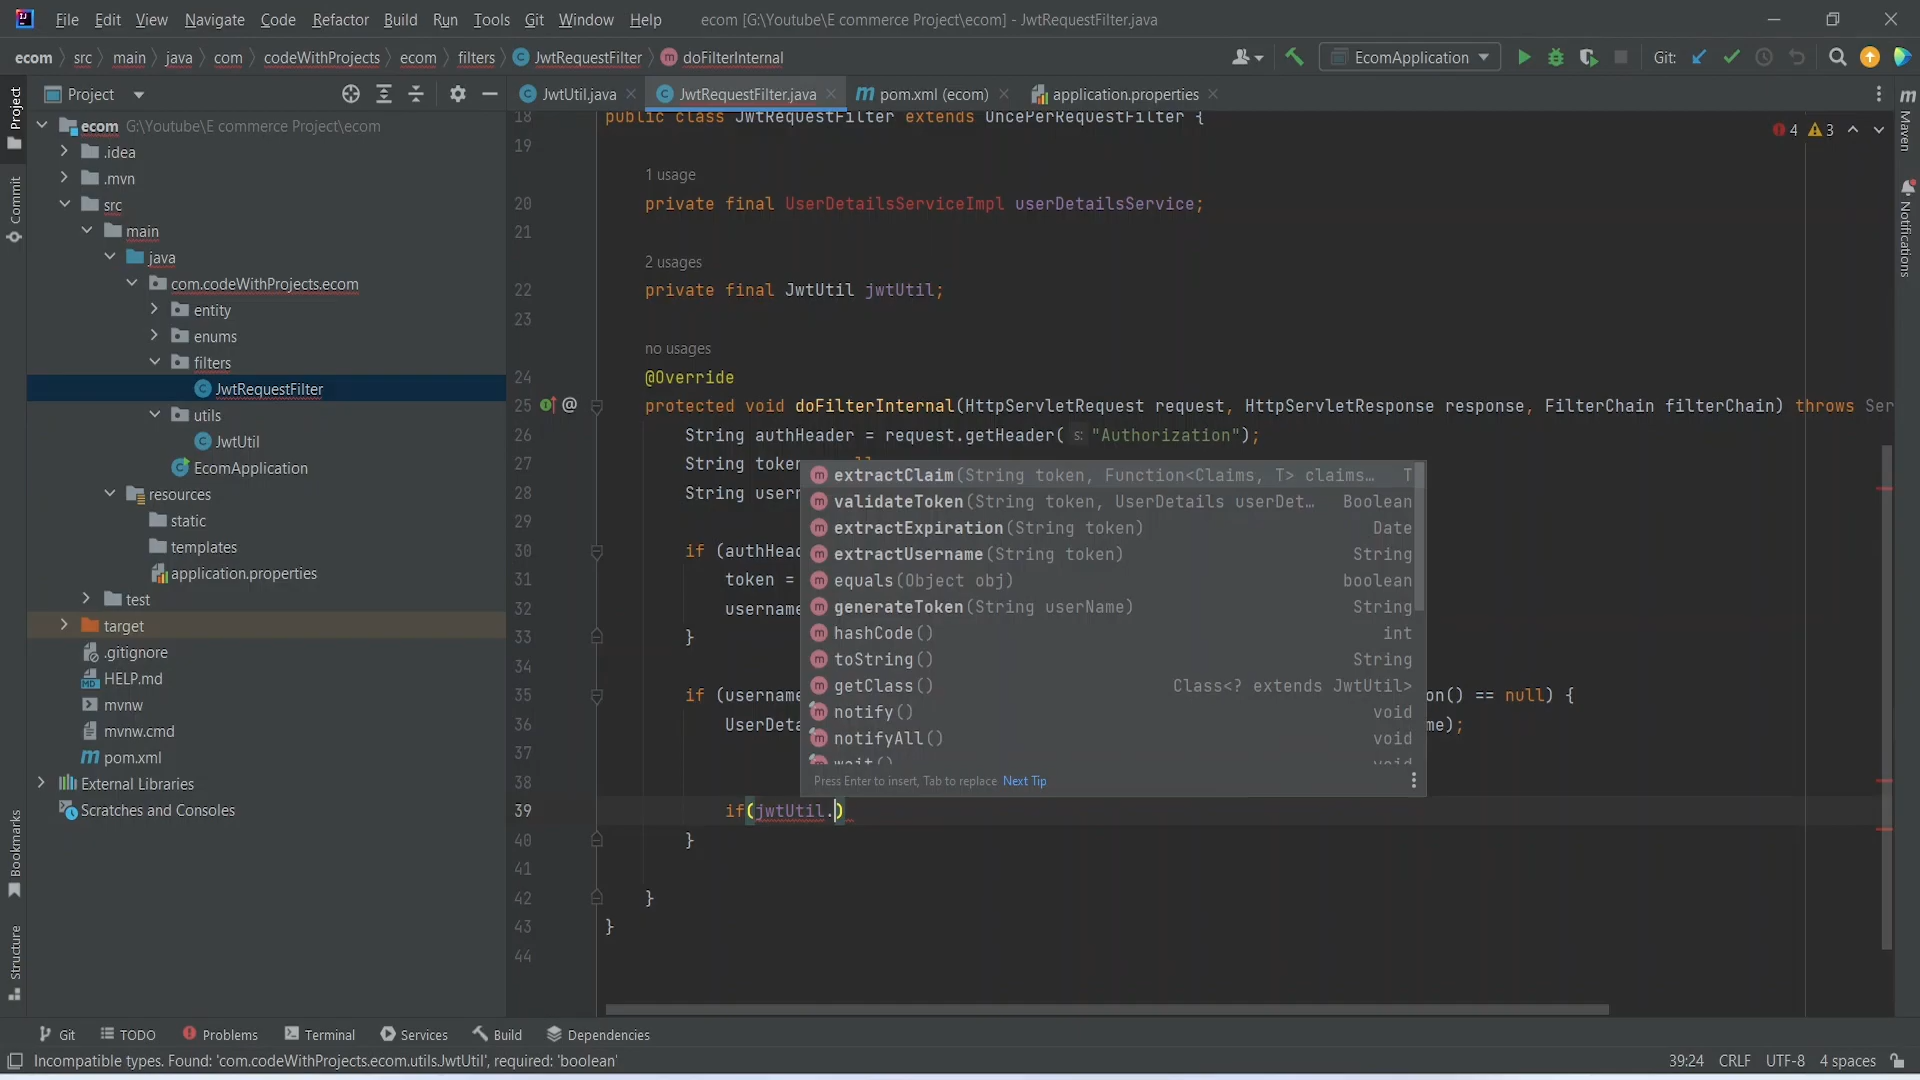 File Edit View Navigate Code Refactor Build Run Tools Git Window Help ecom [G:\Youtube\E commerce Project\ecom] - JwtRequestFilter.java
ecom src main java com codeWithProjects ecom filters JwtRequestFilter doFilterInternal EcomApplication Git:
Project JwtUtil.java JwtRequestFilter.java pom.xml (ecom) application.properties
Project
Commit
Bookmarks
Structure
ecom G:\Youtube\E commerce Project\ecom
.idea
.mvn
src
main
java
com.codeWithProjects.ecom
entity
enums
filters
JwtRequestFilter
utils
JwtUtil
EcomApplication
resources
static
templates
application.properties
test
target
.gitignore
HELP.md
mvnw
mvnw.cmd
pom.xml
External Libraries
Scratches and Consoles
4 3
18 public class JwtRequestFilter extends OncePerRequestFilter {
19
1 usage
20 private final UserDetailsServiceImpl userDetailsService;
21
2 usages
22 private final JwtUtil jwtUtil;
23
no usages
24 @Override
25 @ protected void doFilterInternal(HttpServletRequest request, HttpServletResponse response, FilterChain filterChain) throws Ser
26 String authHeader = request.getHeader( s: "Authorization");
27 String token
28 String usern
29
30 if (authHead
31 token =
32 username
33 }
34
35 if (username on() == null) {
36 UserDeta me);
37
38
39 if(jwtUtil.)
40 }
41
42 }
43 }
44
extractClaim(String token, Function<Claims, T> claims… T
validateToken(String token, UserDetails userDet… Boolean
extractExpiration(String token) Date
extractUsername(String token) String
equals(Object obj) boolean
generateToken(String userName) String
hashCode() int
toString() String
getClass() Class<? extends JwtUtil>
notify() void
notifyAll() void
wait() void
Press Enter to insert, Tab to replace Next Tip
m
Maven
Notifications
Git TODO Problems Terminal Services Build Dependencies
Incompatible types. Found: 'com.codeWithProjects.ecom.utils.JwtUtil', required: 'boolean' 39:24 CRLF UTF-8 4 spaces